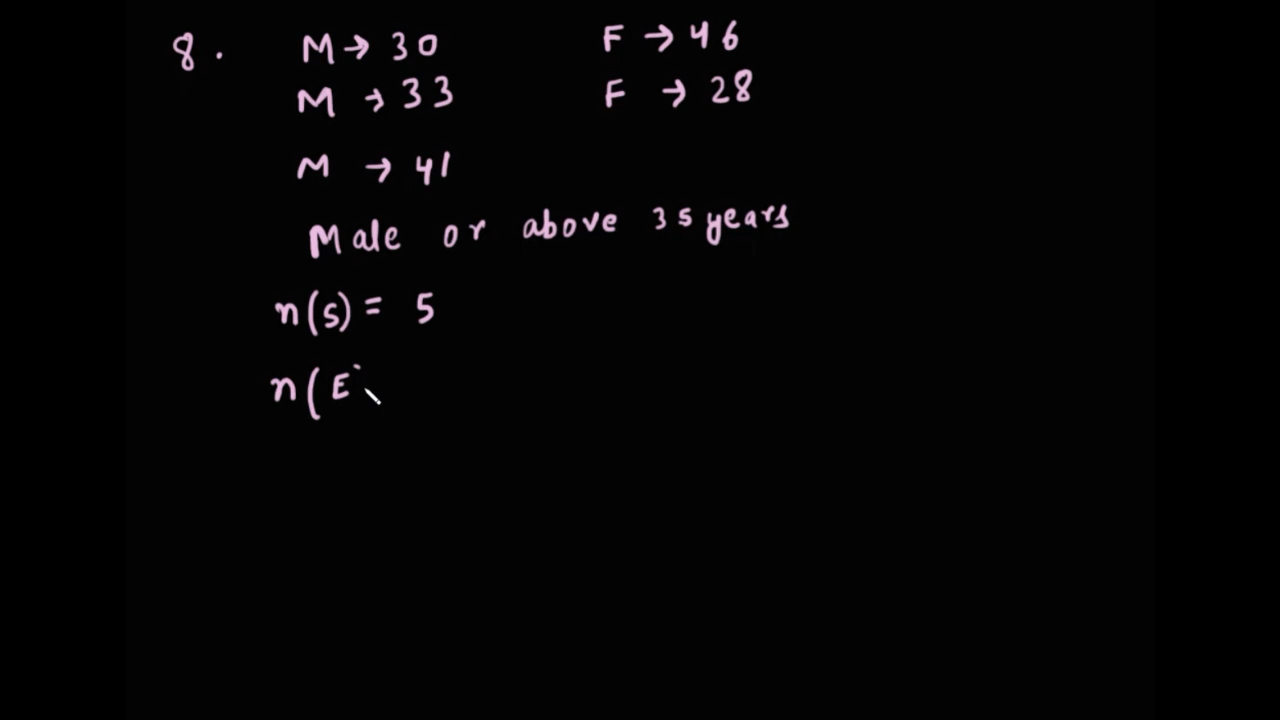 8. M → 30 F → 46
M → 33 F → 28
M → 41
Male or above 35 years
n(s) = 5
n(E